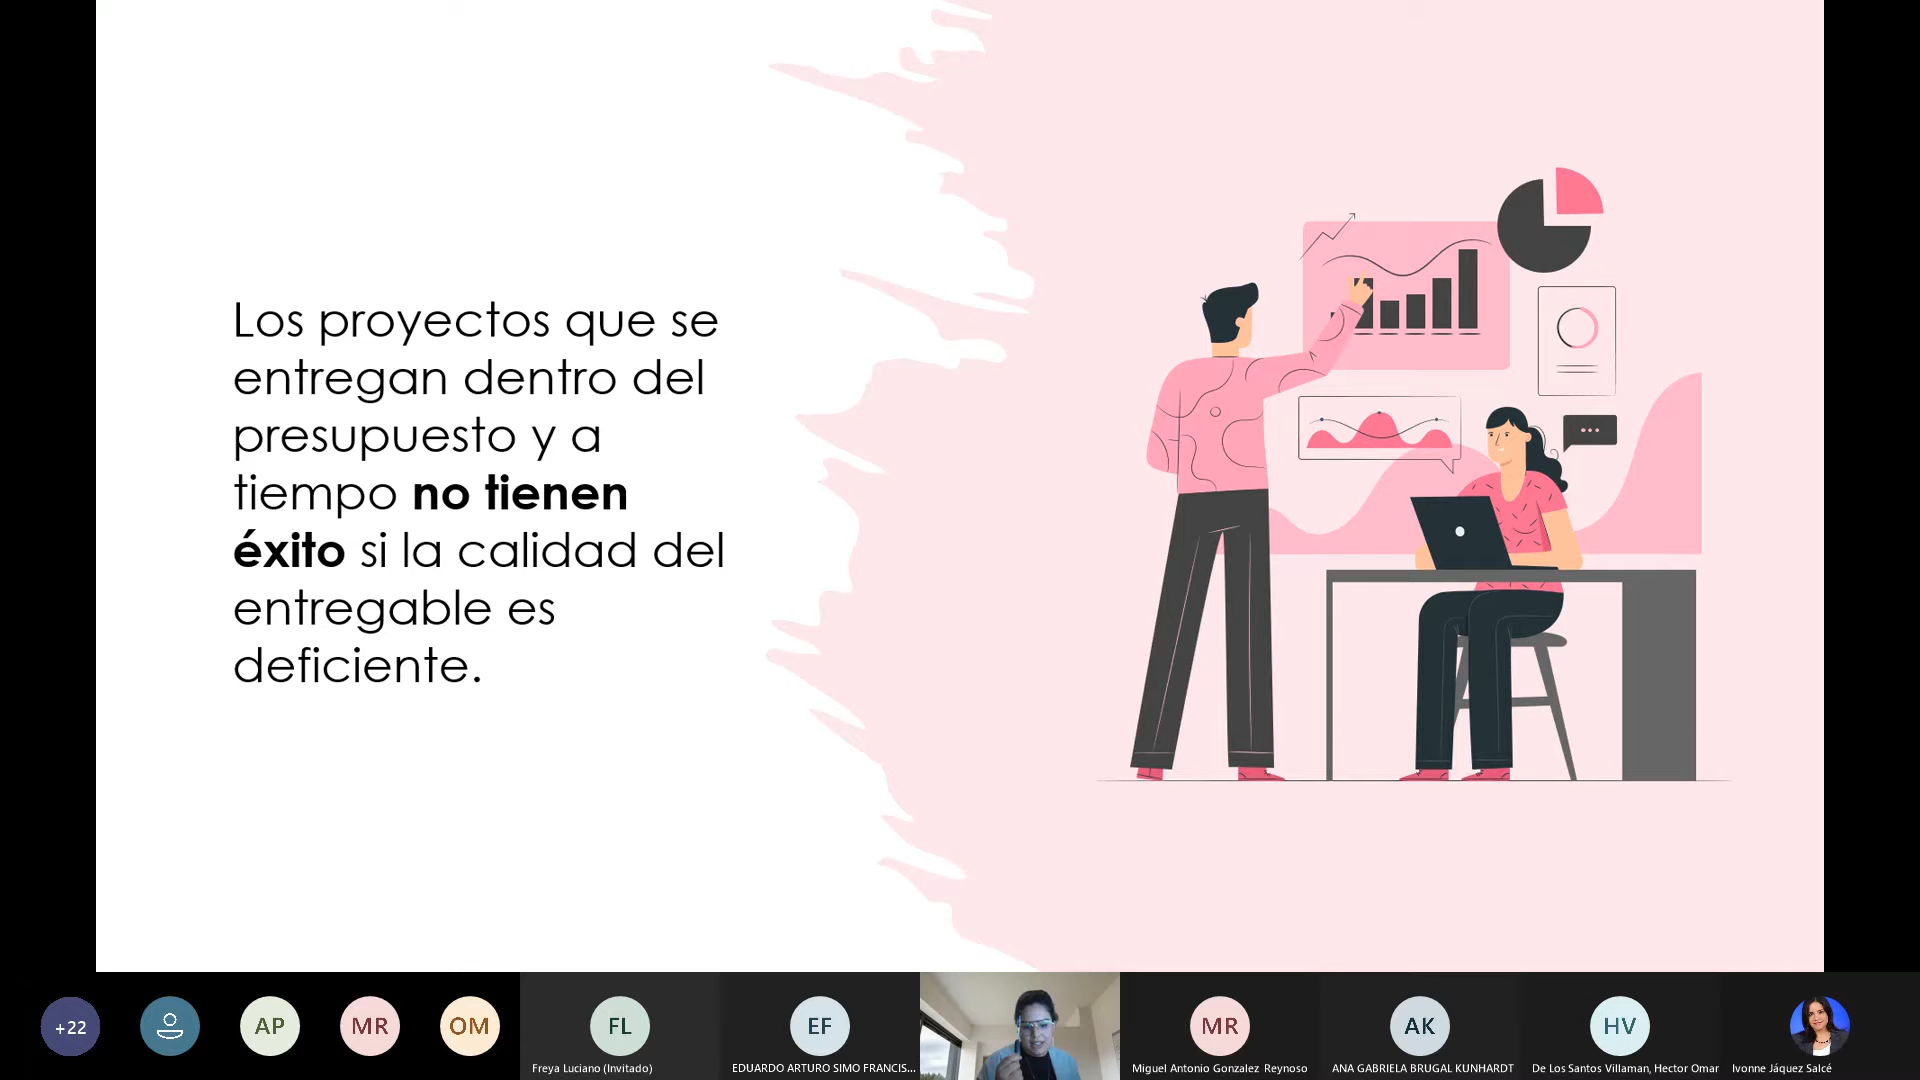 Los proyectos que se
entregan dentro del
presupuesto y a
tiempo no tienen
éxito si la calidad del
entregable es
deficiente.
+22
AP
MR
OM
FL
Freya Luciano (Invitado)
EF
EDUARDO ARTURO SIMO FRANCIS...
MR
Miguel Antonio Gonzalez Reynoso
AK
ANA GABRIELA BRUGAL KUNHARDT
HV
De Los Santos Villaman, Hector Omar
Ivonne Jáquez Salcé